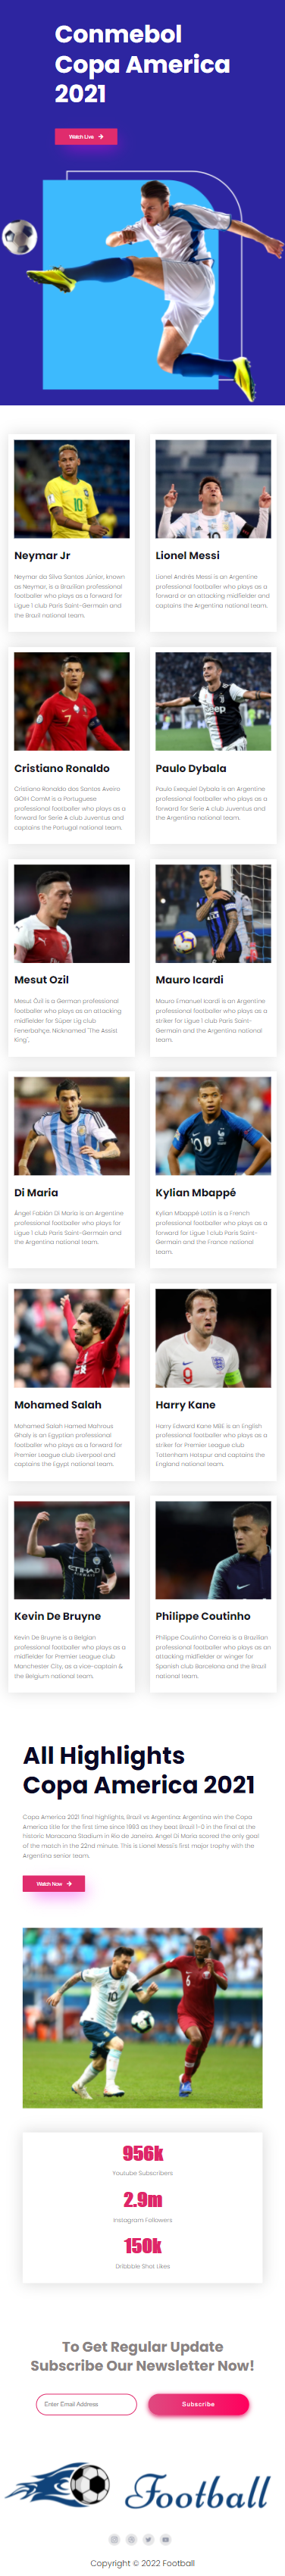 Conmebol
Copa America
2021
Watch Live →
Neymar Jr
Neymar da Silva Santos Júnior, known
as Neymar, is a Brazilian professional
footballer who plays as a forward for
Ligue 1 club Paris Saint-Germain and
the Brazil national team.
Lionel Messi
Lionel Andrés Messi is an Argentine
professional footballer who plays as a
forward or an attacking midfielder and
captains the Argentina national team.
Cristiano Ronaldo
Cristiano Ronaldo dos Santos Aveiro
GOIH ComM is a Portuguese
professional footballer who plays as a
forward for Serie A club Juventus and
captains the Portugal national team.
Paulo Dybala
Paulo Exequiel Dybala is an Argentine
professional footballer who plays as a
forward for Serie A club Juventus and
the Argentina national team.
Mesut Ozil
Mesut Özil is a German professional
footballer who plays as an attacking
midfielder for Süper Lig club
Fenerbahçe. Nicknamed "The Assist
King",
Mauro Icardi
Mauro Emanuel Icardi is an Argentine
professional footballer who plays as a
striker for Ligue 1 club Paris Saint-
Germain and the Argentina national
team.
Di Maria
Ángel Fabián Di María is an Argentine
professional footballer who plays for
Ligue 1 club Paris Saint-Germain and
the Argentina national team.
Kylian Mbappé
Kylian Mbappé Lottin is a French
professional footballer who plays as a
forward for Ligue 1 club Paris Saint-
Germain and the France national
team.
Mohamed Salah
Mohamed Salah Hamed Mahrous
Ghaly is an Egyptian professional
footballer who plays as a forward for
Premier League club Liverpool and
captains the Egypt national team.
Harry Kane
Harry Edward Kane MBE is an English
professional footballer who plays as a
striker for Premier League club
Tottenham Hotspur and captains the
England national team.
Kevin De Bruyne
Kevin De Bruyne is a Belgian
professional footballer who plays as a
midfielder for Premier League club
Manchester City, as a vice-captain &
the Belgium national team.
Philippe Coutinho
Philippe Coutinho Correia is a Brazilian
professional footballer who plays as an
attacking midfielder or winger for
Spanish club Barcelona and the Brazil
national team.
All Highlights
Copa America 2021
Copa America 2021 final highlights, Brazil vs Argentina: Argentina win the Copa
America title for the first time since 1993 as they beat Brazil 1-0 in the final at the
historic Maracana Stadium in Rio de Janeiro. Angel Di Maria scored the only goal
of the match in the 22nd minute. This is Lionel Messi's first major trophy with the
Argentina senior team.
Watch Now →
956k
Youtube Subscribers
2.9m
Instagram Followers
150k
Dribbble Shot Likes
To Get Regular Update
Subscribe Our Newsletter Now!
Enter Email Address
Subscribe
Football
Copyright © 2022 Football